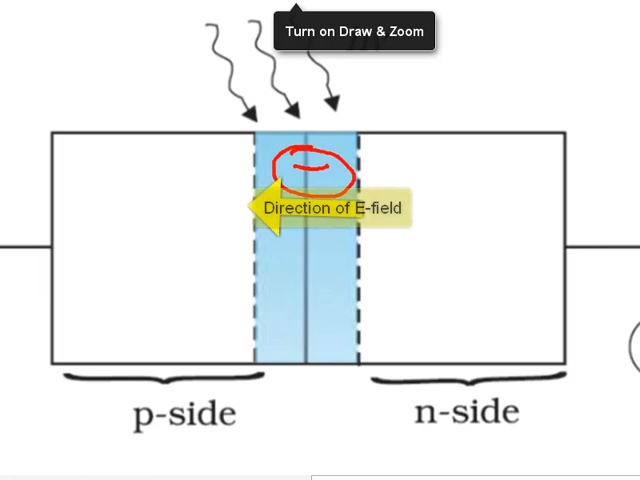 Turn on Draw & Zoom
Direction of E-field
p-side
n-side